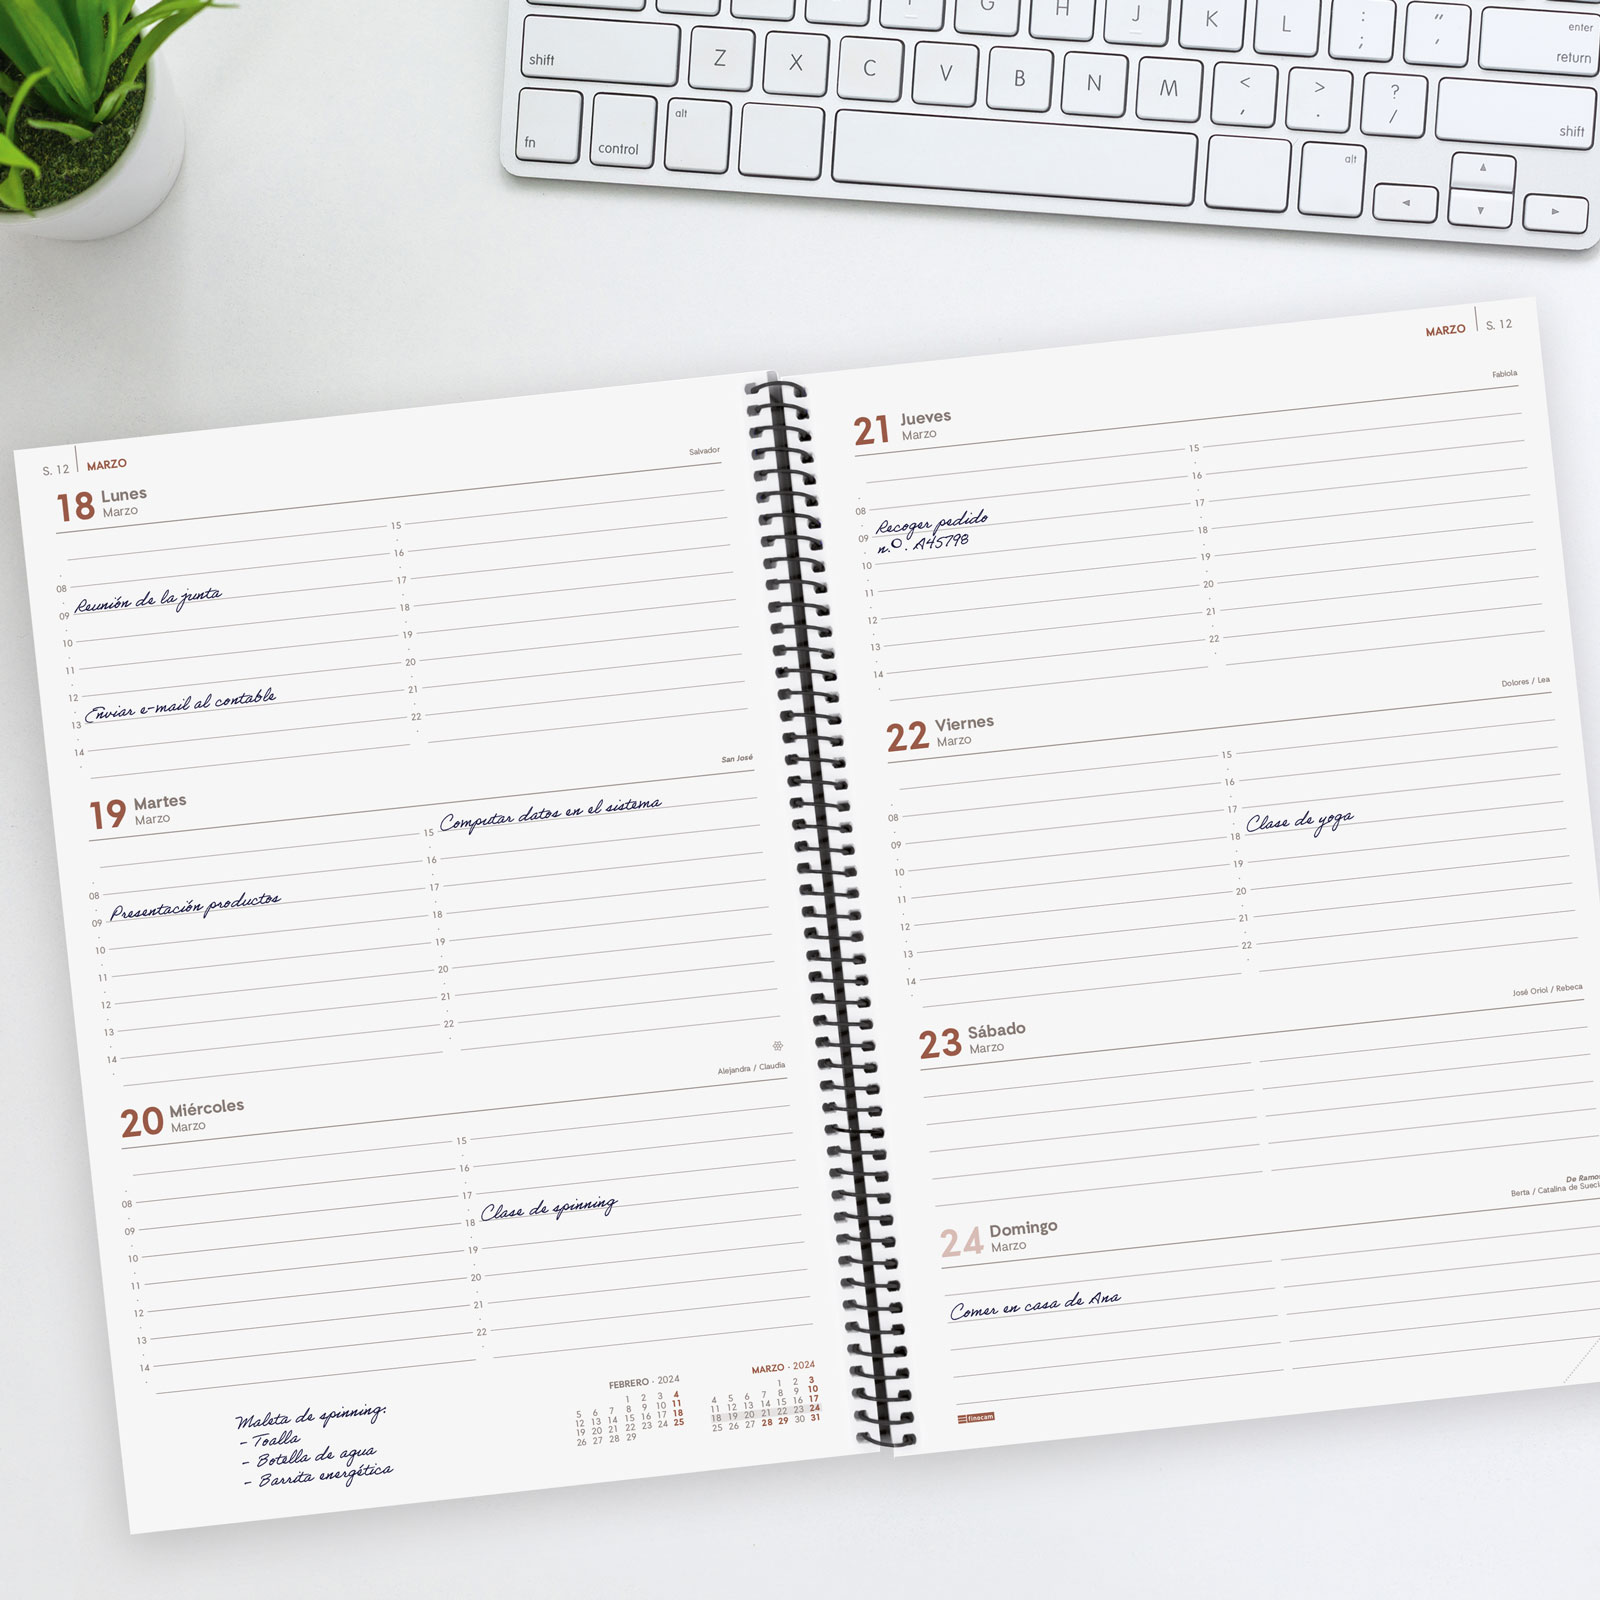 G H J K L : ; " ' enter return
shift Z X C V B N M < , > . ? / shift
fn control alt alt
S. 12 MARZO
Salvador
18 Lunes
Marzo
08
09 Reunión de la junta
10
11
12
13 Enviar e-mail al contable
14
15
16
17
18
19
20
21
22
San José
19 Martes
Marzo
08
09 Presentación productos
10
11
12
13
14
15 Computar datos en el sistema
16
17
18
19
20
21
22
Alejandra / Claudia
20 Miércoles
Marzo
08
09
10
11
12
13
14
15
16
17
18 Clase de spinning
19
20
21
22
Maleta de spinning:
- Toalla
- Botella de agua
- Barrita energética
FEBRERO · 2024
1 2 3 4
5 6 7 8 9 10 11
12 13 14 15 16 17 18
19 20 21 22 23 24 25
26 27 28 29
MARZO · 2024
1 2 3
4 5 6 7 8 9 10
11 12 13 14 15 16 17
18 19 20 21 22 23 24
25 26 27 28 29 30 31
MARZO S. 12
Fabiola
21 Jueves
Marzo
08
Recoger pedido
09 n.º. A45798
10
11
12
13
14
15
16
17
18
19
20
21
22
Dolores / Lea
22 Viernes
Marzo
08
09
10
11
12
13
14
15
16
17
18 Clase de yoga
19
20
21
22
José Oriol / Rebeca
23 Sábado
Marzo
De Ramos
Berta / Catalina de Sueci
24 Domingo
Marzo
Comer en casa de Ana
finocam